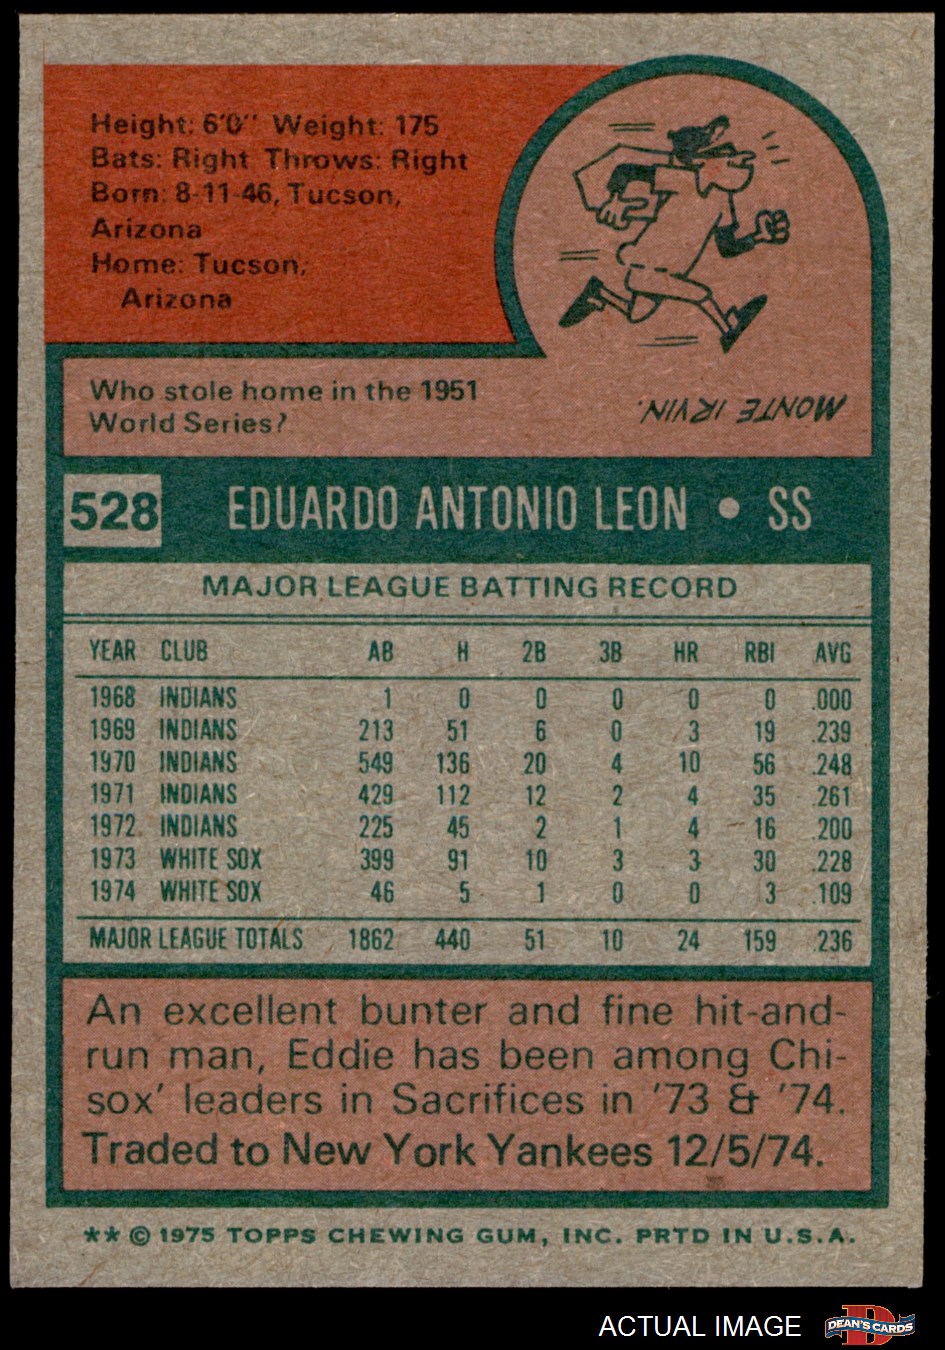 Height: 6'0" Weight: 175
Bats: Right Throws: Right
Born: 8-11-46, Tucson,
Arizona
Home: Tucson,
Arizona
Who stole home in the 1951
World Series?
MONTE IRVIN.
528 EDUARDO ANTONIO LEON • SS
MAJOR LEAGUE BATTING RECORD
YEAR CLUB AB H 2B 3B HR RBI AVG
1968 INDIANS 1 0 0 0 0 0 .000
1969 INDIANS 213 51 6 0 3 19 .239
1970 INDIANS 549 136 20 4 10 56 .248
1971 INDIANS 429 112 12 2 4 35 .261
1972 INDIANS 225 45 2 1 4 16 .200
1973 WHITE SOX 399 91 10 3 3 30 .228
1974 WHITE SOX 46 5 1 0 0 3 .109
MAJOR LEAGUE TOTALS 1862 440 51 10 24 159 .236
An excellent bunter and fine hit-and-
run man, Eddie has been among Chi-
sox' leaders in Sacrifices in '73 & '74.
Traded to New York Yankees 12/5/74.
** © 1975 TOPPS CHEWING GUM, INC. PRTD IN U.S.A.
ACTUAL IMAGE D DEAN'S CARDS